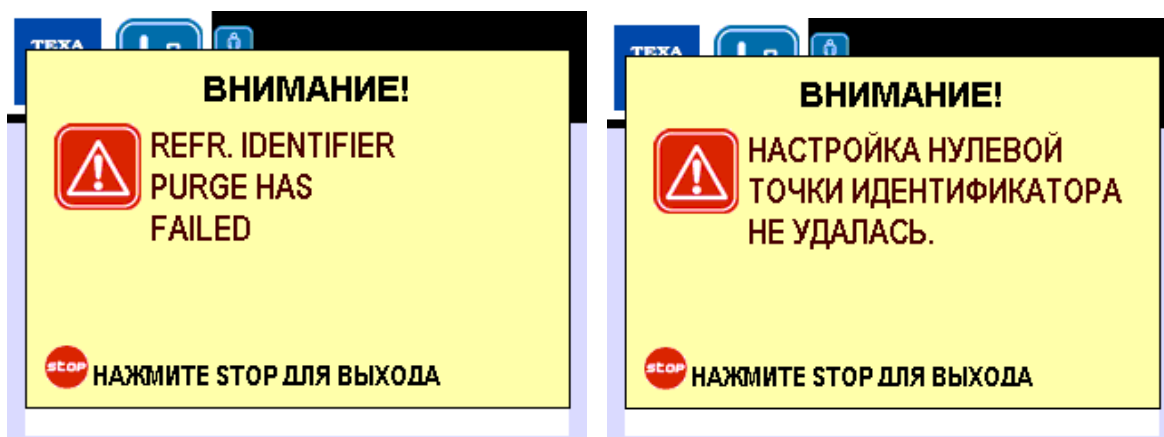 TEXA
ВНИМАНИЕ!
REFR. IDENTIFIER
PURGE HAS
FAILED
stop
НАЖМИТЕ STOP ДЛЯ ВЫХОДА
TEXA
ВНИМАНИЕ!
НАСТРОЙКА НУЛЕВОЙ
ТОЧКИ ИДЕНТИФИКАТОРА
НЕ УДАЛАСЬ.
stop
НАЖМИТЕ STOP ДЛЯ ВЫХОДА